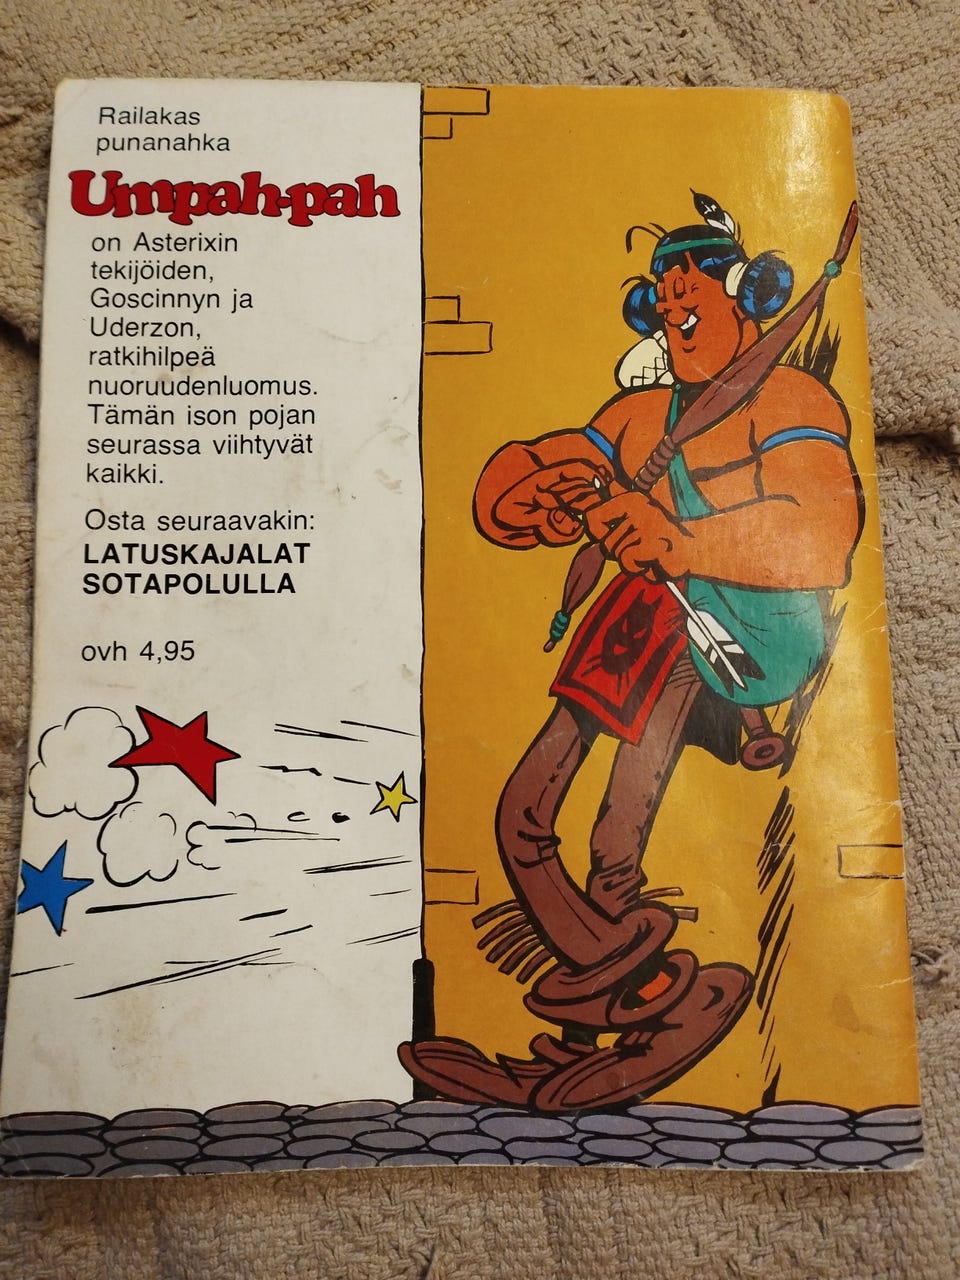 Railakas
punanahka
Umpah-pah
on Asterixin
tekijöiden,
Goscinnyn ja
Uderzon,
ratkihilpeä
nuoruudenluomus.
Tämän ison pojan
seurassa viihtyvät
kaikki.
Osta seuraavakin:
LATUSKAJALAT
SOTAPOLULLA
ovh 4,95